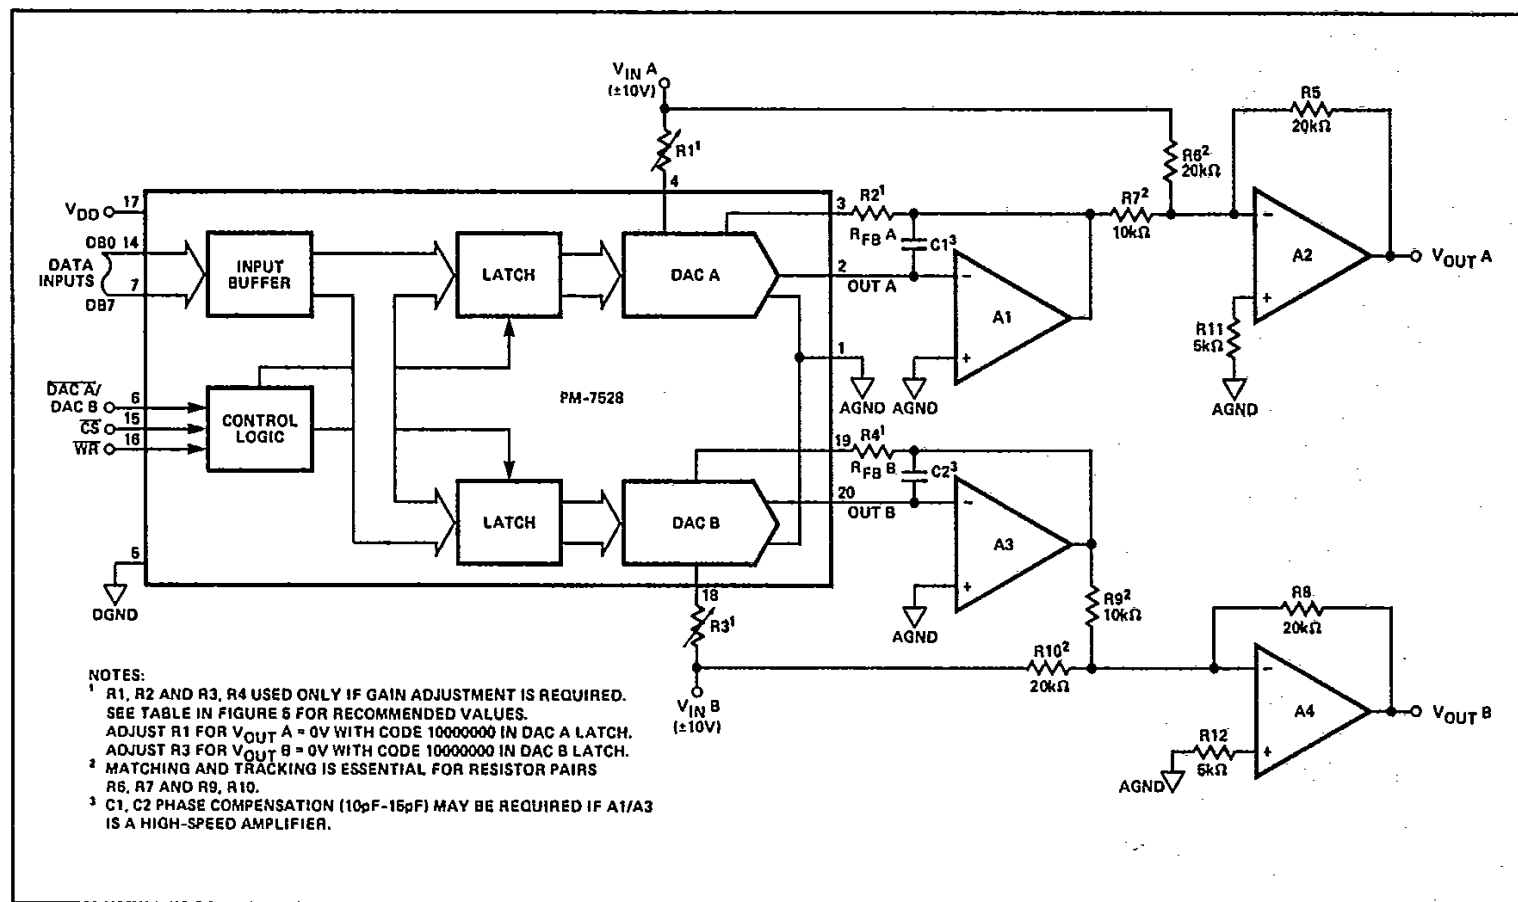 VIN A
(±10V)
R1¹
4
R5
20kΩ
R6²
20kΩ
R7²
10kΩ
VDD
17
3
R2¹
RFB A
C1³
DB0
14
DATA
INPUTS
7
DB7
INPUT
BUFFER
LATCH
DAC A
2
OUT A
−
+
A1
−
+
A2
VOUT A
R11
5kΩ
AGND
1
AGND
AGND
PM-7528
DAC A/
DAC B
6
CS
15
WR
16
CONTROL
LOGIC
19
R4¹
RFB B
C2³
20
OUT B
LATCH
DAC B
−
+
A3
AGND
5
DGND
18
R3¹
R9²
10kΩ
R8
20kΩ
R10²
20kΩ
VIN B
(±10V)
−
+
A4
VOUT B
R12
5kΩ
AGND
NOTES:
¹ R1, R2 AND R3, R4 USED ONLY IF GAIN ADJUSTMENT IS REQUIRED.
SEE TABLE IN FIGURE 5 FOR RECOMMENDED VALUES.
ADJUST R1 FOR VOUT A = 0V WITH CODE 10000000 IN DAC A LATCH.
ADJUST R3 FOR VOUT B = 0V WITH CODE 10000000 IN DAC B LATCH.
² MATCHING AND TRACKING IS ESSENTIAL FOR RESISTOR PAIRS
R6, R7 AND R9, R10.
³ C1, C2 PHASE COMPENSATION (10pF-15pF) MAY BE REQUIRED IF A1/A3
IS A HIGH-SPEED AMPLIFIER.